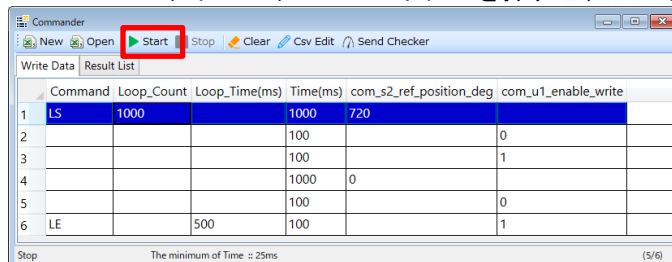 Commander
New Open Start Stop Clear Csv Edit Send Checker
Write Data Result List
Command Loop_Count Loop_Time(ms) Time(ms) com_s2_ref_position_deg com_u1_enable_write
1 LS 1000 1000 720
2 100 0
3 100 1
4 1000 0
5 100 0
6 LE 500 100 1
Stop The minimum of Time :: 25ms (5/6)